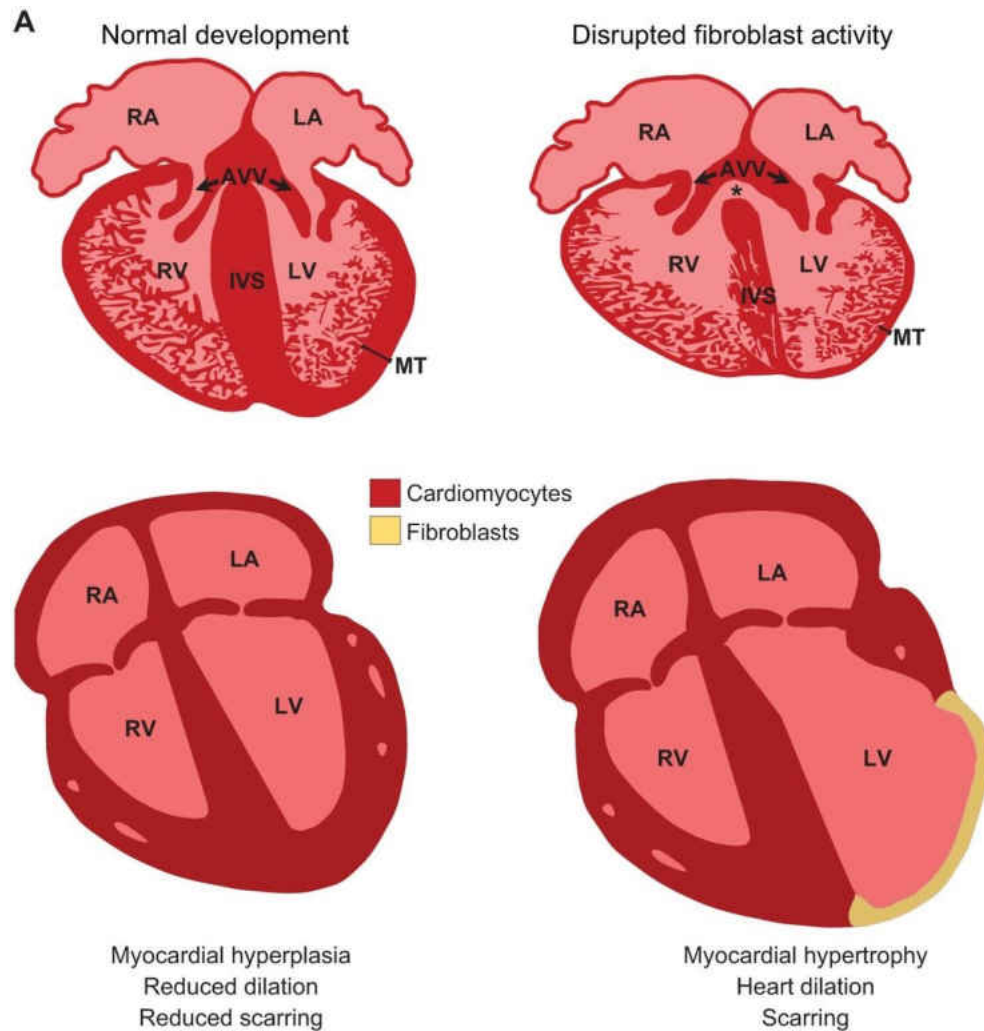 A
Normal development
Disrupted fibroblast activity
RA
LA
AVV
RV
IVS
LV
MT
RA
LA
AVV
*
RV
IVS
LV
MT
Cardiomyocytes
Fibroblasts
RA
LA
RV
LV
RA
LA
RV
LV
Myocardial hyperplasia
Reduced dilation
Reduced scarring
Myocardial hypertrophy
Heart dilation
Scarring